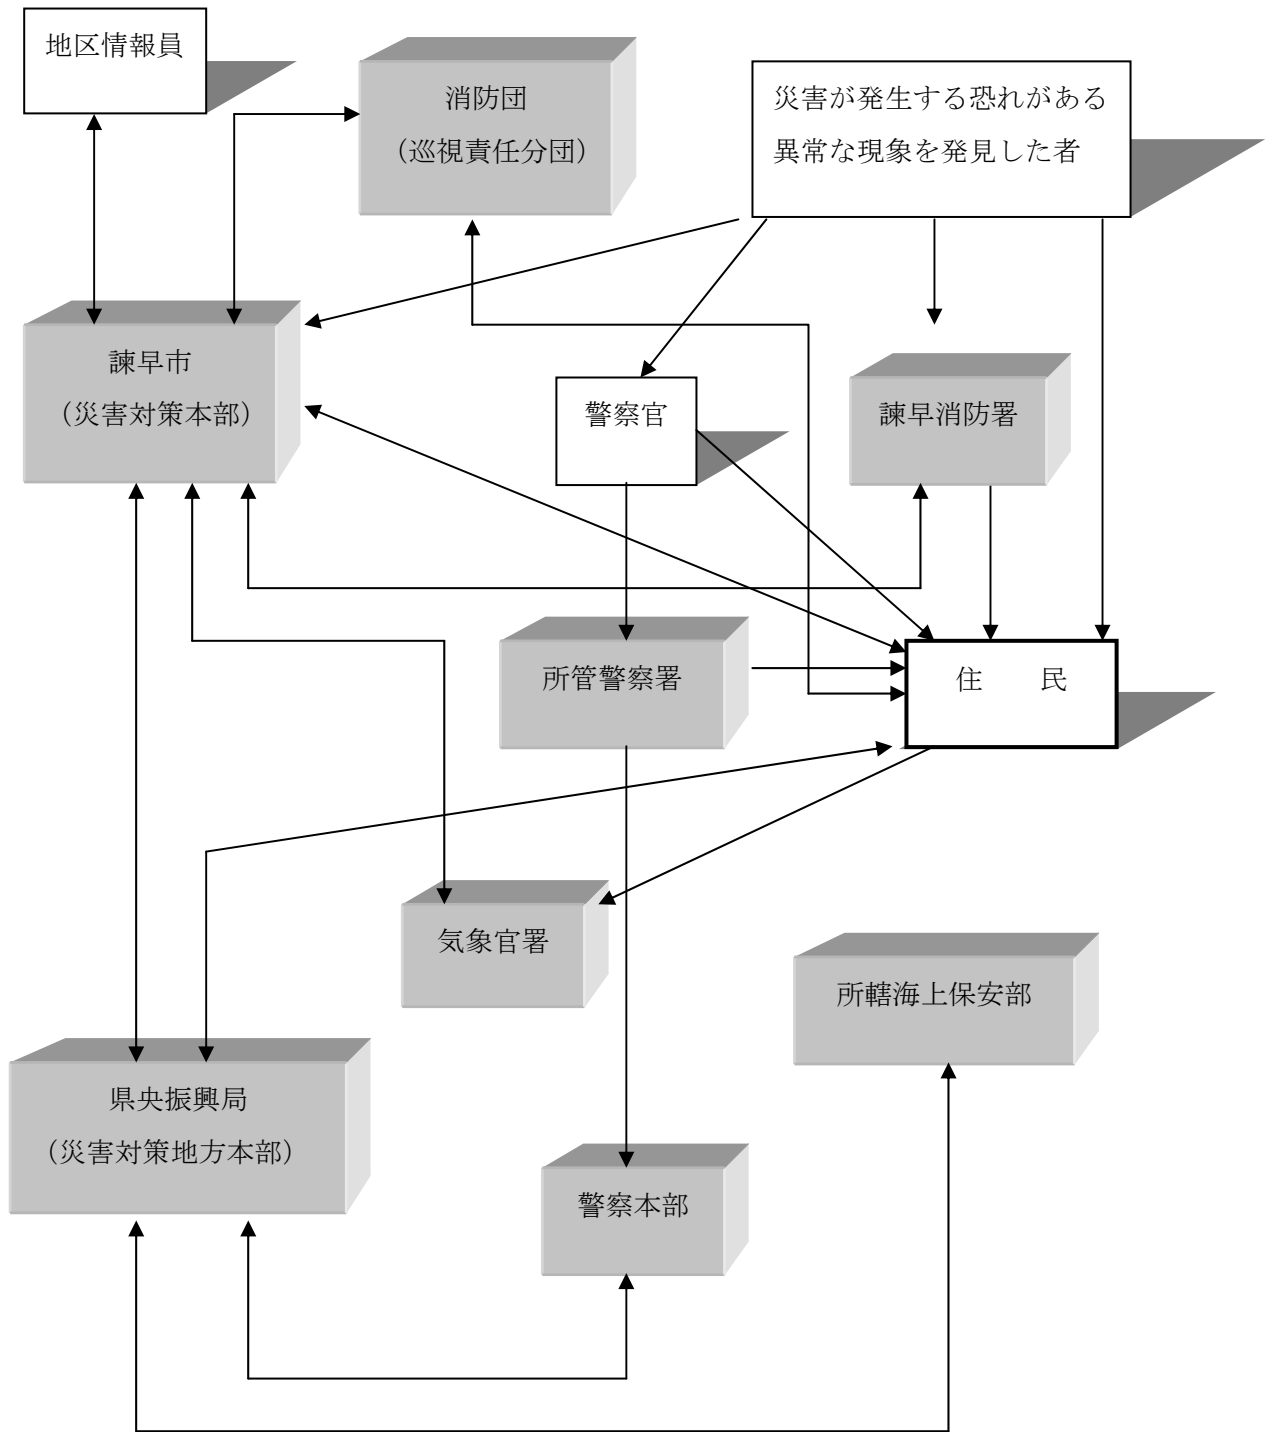 地区情報員
消防団
（巡視責任分団）
災害が発生する恐れがある
異常な現象を発見した者
諫早市
（災害対策本部）
警察官
諫早消防署
所管警察署
住　　民
気象官署
所轄海上保安部
県央振興局
（災害対策地方本部）
警察本部